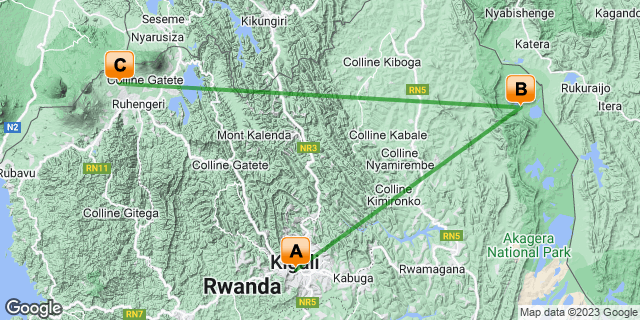 Seseme
Nyarusiza
Kikungiri
Nyabishenge
Kagando
Katera
Rukuraijo
Itera
Colline Kiboga
RN5
B
C
Colline Gatete
Ruhengeri
N2
Rubavu
RN11
Mont Kalenda
NR3
Colline Kabale
Colline Gatete
Colline
Nyamirembe
Colline
Kimironko
Colline Gitega
A
Kigali
Rwanda
Kabuga
Rwamagana
RN5
Akagera
National Park
RN7
NR5
Google
Map data ©2023 Google